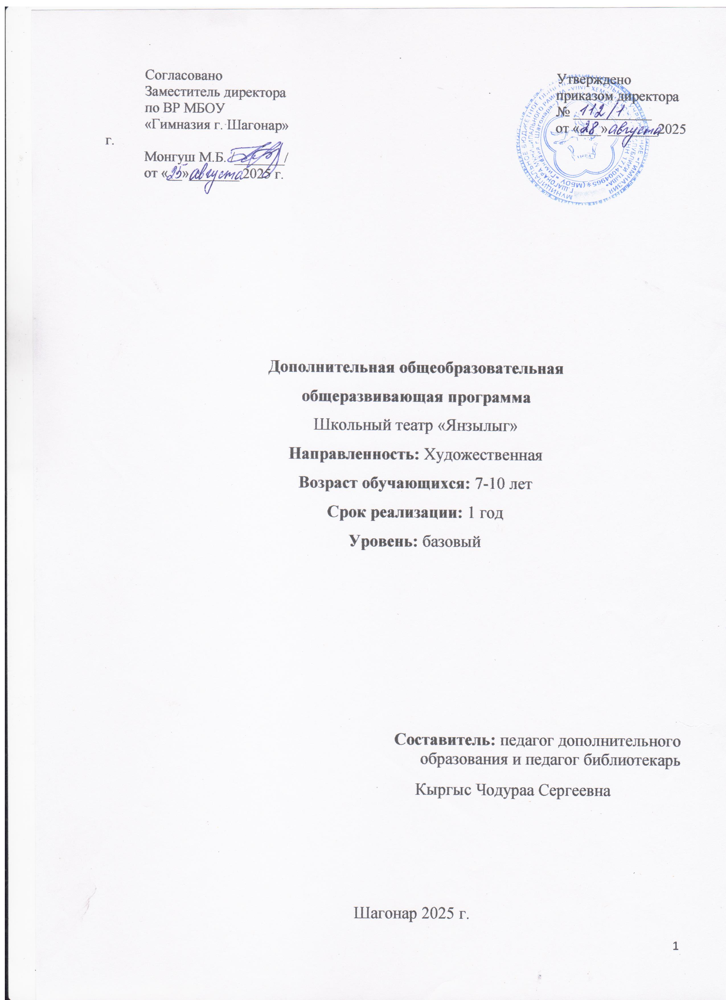 Согласовано
Заместитель директора
по ВР МБОУ
«Гимназия г. Шагонар»
г.
Монгуш М.Б. ________/
от «25» августа 2025 г.
Утверждено
приказом директора
№ 112/1
от «28» августа 2025
Дополнительная общеобразовательная
общеразвивающая программа
Школьный театр «Янзылыг»
Направленность: Художественная
Возраст обучающихся: 7-10 лет
Срок реализации: 1 год
Уровень: базовый
Составитель: педагог дополнительного
образования и педагог библиотекарь
Кыргыс Чодураа Сергеевна
Шагонар 2025 г.
1